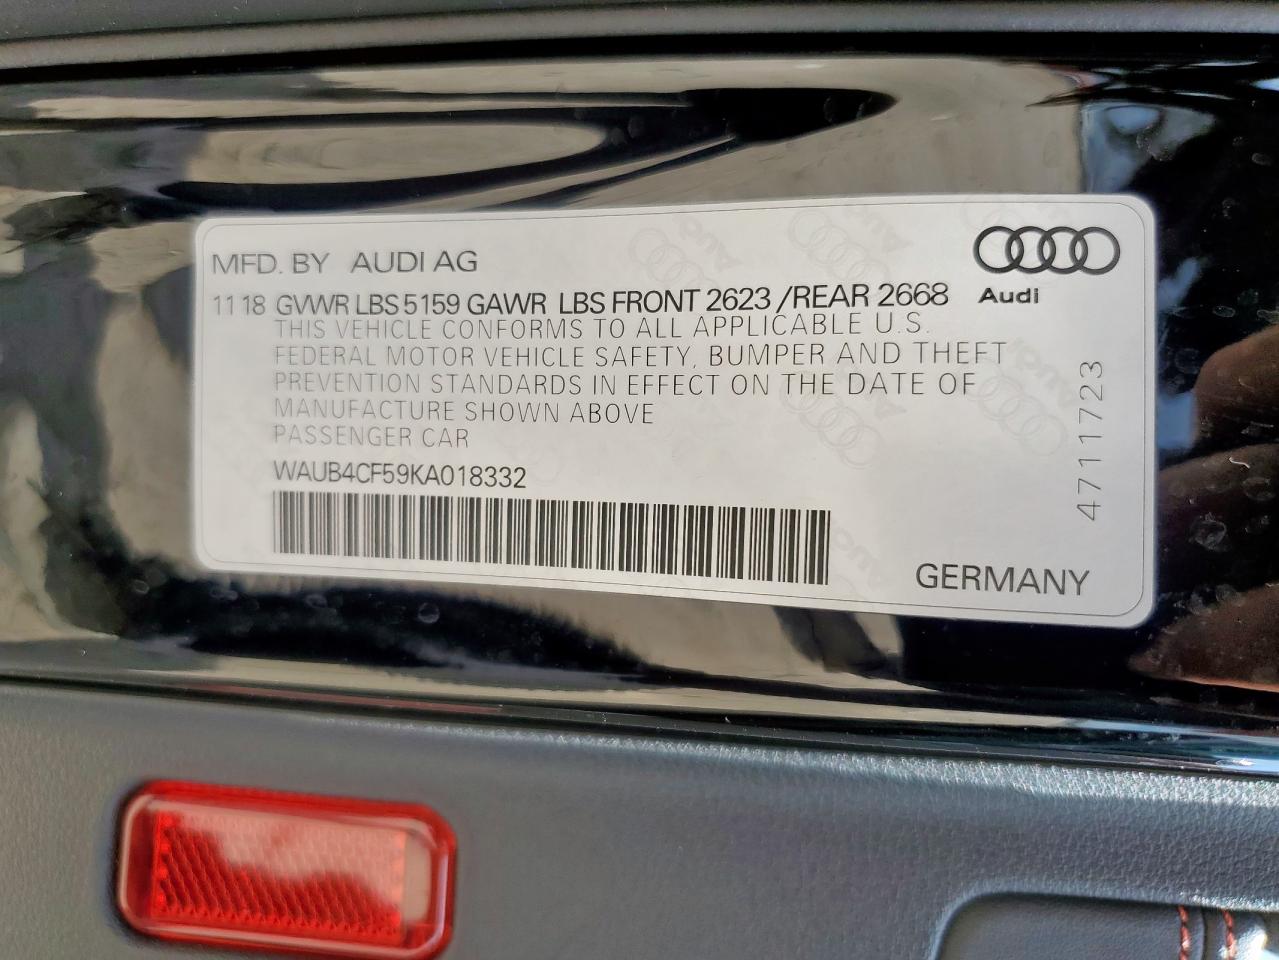 MFD. BY AUDI AG
11 18 GVWR LBS 5159 GAWR LBS FRONT 2623 /REAR 2668
Audi
THIS VEHICLE CONFORMS TO ALL APPLICABLE U.S.
FEDERAL MOTOR VEHICLE SAFETY, BUMPER AND THEFT
PREVENTION STANDARDS IN EFFECT ON THE DATE OF
MANUFACTURE SHOWN ABOVE
PASSENGER CAR
WAUB4CF59KA018332
4711723
GERMANY